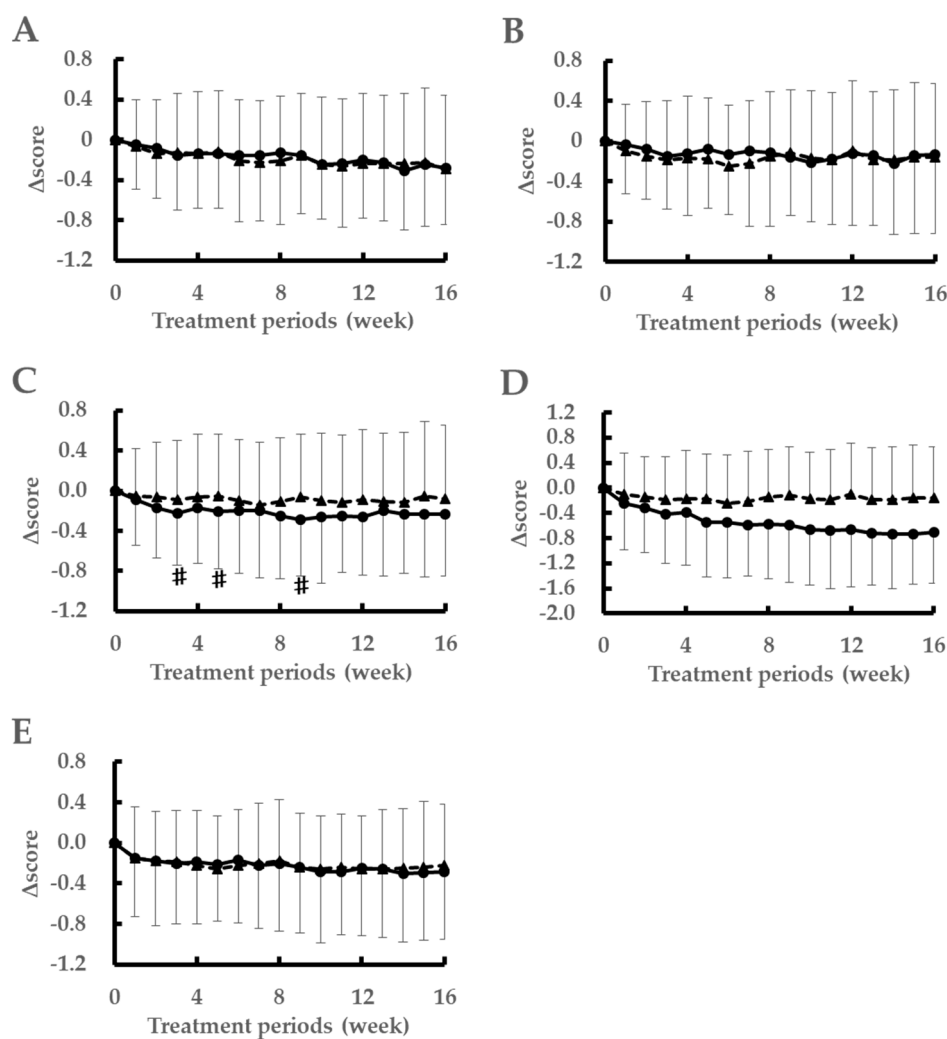 A
0.8
0.4
0
-0.4
-0.8
-1.2
Δscore
0 4 8 12 16
Treatment periods (week)
B
0.8
0.4
0
-0.4
-0.8
-1.2
Δscore
0 4 8 12 16
Treatment periods (week)
C
0.8
0.4
0.0
-0.4
-0.8
-1.2
Δscore
# # #
0 4 8 12 16
Treatment periods (week)
D
1.2
0.8
0.4
0.0
-0.4
-0.8
-1.2
-1.6
-2.0
Δscore
0 4 8 12 16
Treatment periods (week)
E
0.8
0.4
0.0
-0.4
-0.8
-1.2
Δscore
0 4 8 12 16
Treatment periods (week)